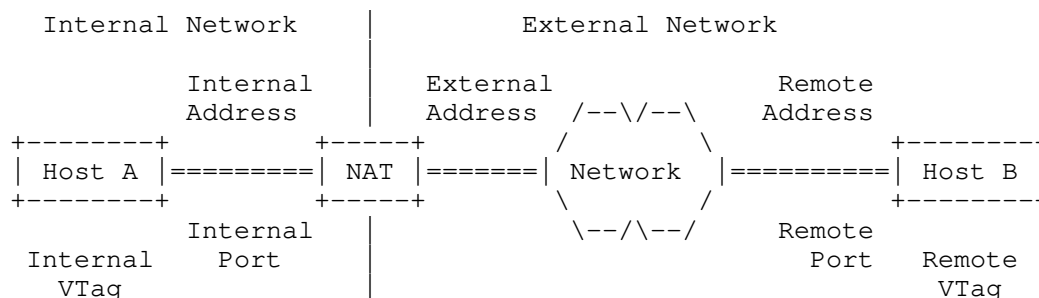 Internal Network | External Network
|
Internal | External Remote
Address | Address /--\/--\ Address
+--------+ +-----+ / \ +--------+
| Host A |=========| NAT |=======| Network |==========| Host B
+--------+ +-----+ \ / +--------+
Internal | \--/\--/ Remote
Internal Port | Port Remote
VTag | VTag